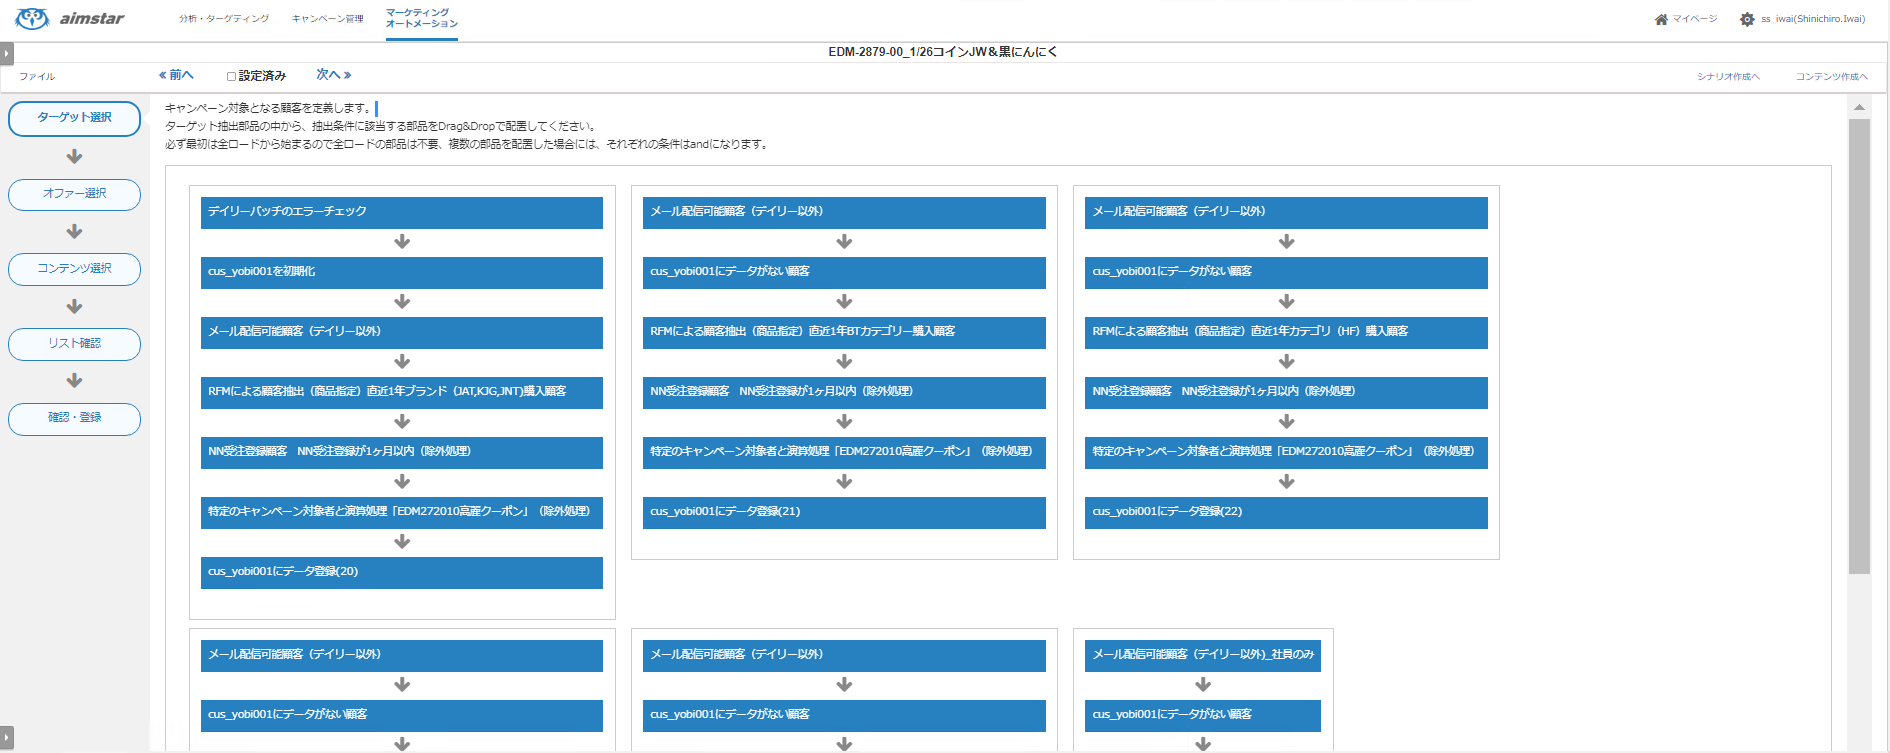 aimstar
分析・ターゲティング
キャンペーン管理
マーケティング
オートメーション
マイページ
ss_iwai(Shinichiro.Iwai)
EDM-2879-00_1/26コインJW＆黒にんにく
ファイル
≪前へ
設定済み
次へ≫
シナリオ作成へ
コンテンツ作成へ
ターゲット選択
オファー選択
コンテンツ選択
リスト確認
確認・登録
キャンペーン対象となる顧客を定義します。
ターゲット抽出部品の中から、抽出条件に該当する部品をDrag&Dropで配置してください。
必ず最初は全ロードから始まるので全ロードの部品は不要、複数の部品を配置した場合には、それぞれの条件はandになります。
デイリーバッチのエラーチェック
cus_yobi001を初期化
メール配信可能顧客（デイリー以外）
RFMによる顧客抽出（商品指定）直近1年ブランド（JAT,KJG,JNT)購入顧客
NN受注登録顧客　NN受注登録が1ヶ月以内（除外処理）
特定のキャンペーン対象者と演算処理「EDM272010高麗クーポン」（除外処理）
cus_yobi001にデータ登録(20)
メール配信可能顧客（デイリー以外）
cus_yobi001にデータがない顧客
RFMによる顧客抽出（商品指定）直近1年BTカテゴリー購入顧客
NN受注登録顧客　NN受注登録が1ヶ月以内（除外処理）
特定のキャンペーン対象者と演算処理「EDM272010高麗クーポン」（除外処理）
cus_yobi001にデータ登録(21)
メール配信可能顧客（デイリー以外）
cus_yobi001にデータがない顧客
RFMによる顧客抽出（商品指定）直近1年カテゴリ（HF）購入顧客
NN受注登録顧客　NN受注登録が1ヶ月以内（除外処理）
特定のキャンペーン対象者と演算処理「EDM272010高麗クーポン」（除外処理）
cus_yobi001にデータ登録(22)
メール配信可能顧客（デイリー以外）
cus_yobi001にデータがない顧客
メール配信可能顧客（デイリー以外）
cus_yobi001にデータがない顧客
メール配信可能顧客（デイリー以外)_社員のみ
cus_yobi001にデータがない顧客